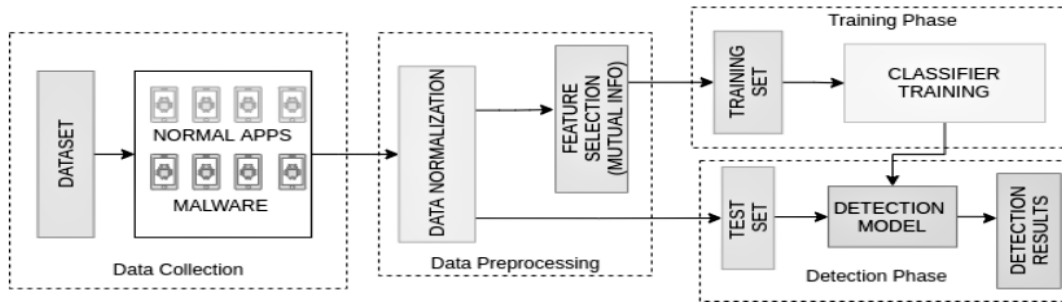 DATASET
NORMAL APPS
MALWARE
Data Collection
DATA NORMALIZATION
FEATURE
SELECTION
(MUTUAL INFO)
Data Preprocessing
Training Phase
TRAINING
SET
CLASSIFIER
TRAINING
TEST
SET
DETECTION
MODEL
DETECTION
RESULTS
Detection Phase